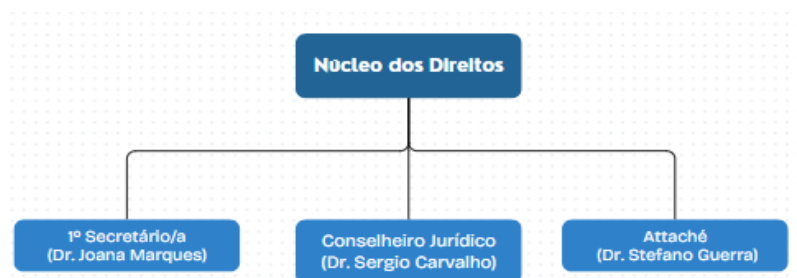 Núcleo dos Direitos
1º Secretário/a
(Dr. Joana Marques)
Conselheiro Jurídico
(Dr. Sergio Carvalho)
Attaché
(Dr. Stefano Guerra)